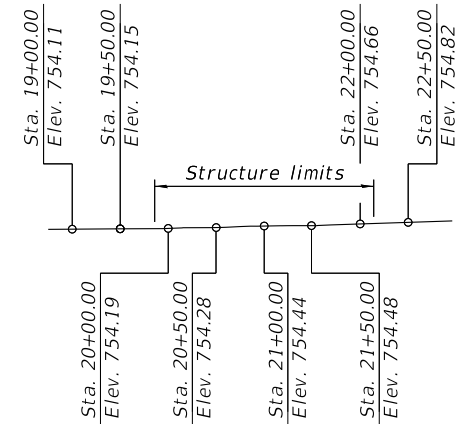 Sta. 19+00.00
Elev. 754.11
Sta. 19+50.00
Elev. 754.15
Sta. 22+00.00
Elev. 754.66
Sta. 22+50.00
Elev. 754.82
Structure limits
Sta. 20+00.00
Elev. 754.19
Sta. 20+50.00
Elev. 754.28
Sta. 21+00.00
Elev. 754.44
Sta. 21+50.00
Elev. 754.48